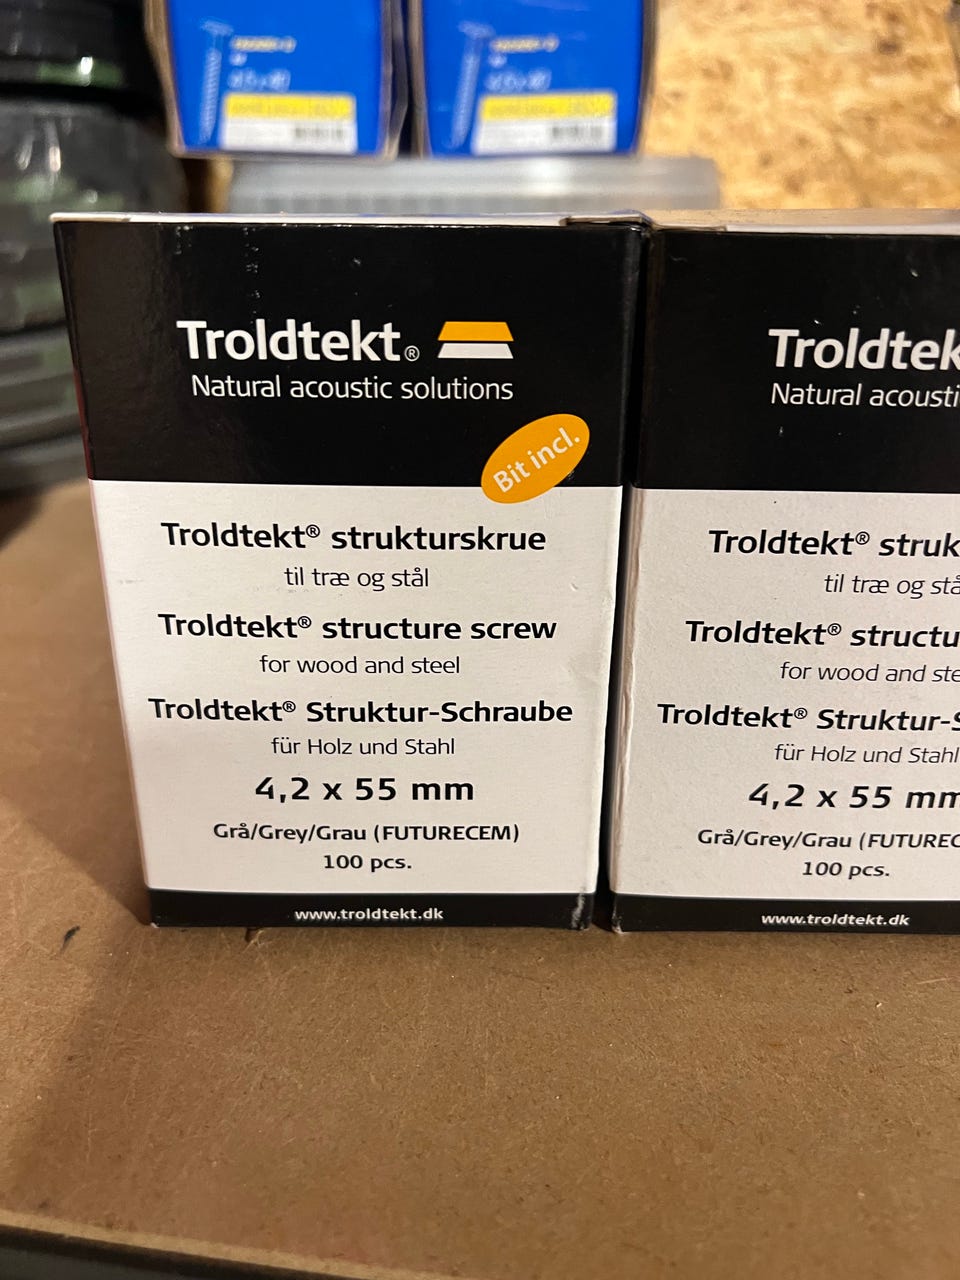 Troldtekt®
Natural acoustic solutions
Bit incl.
Troldtekt® strukturskrue
til træ og stål
Troldtekt® structure screw
for wood and steel
Troldtekt® Struktur-Schraube
für Holz und Stahl
4,2 x 55 mm
Grå/Grey/Grau (FUTURECEM)
100 pcs.
www.troldtekt.dk
Troldtek
Natural acousti
Troldtekt® struk
til træ og stå
Troldtekt® structu
for wood and ste
Troldtekt® Struktur-S
für Holz und Stahl
4,2 x 55 mm
Grå/Grey/Grau (FUTUREC
100 pcs.
www.troldtekt.dk